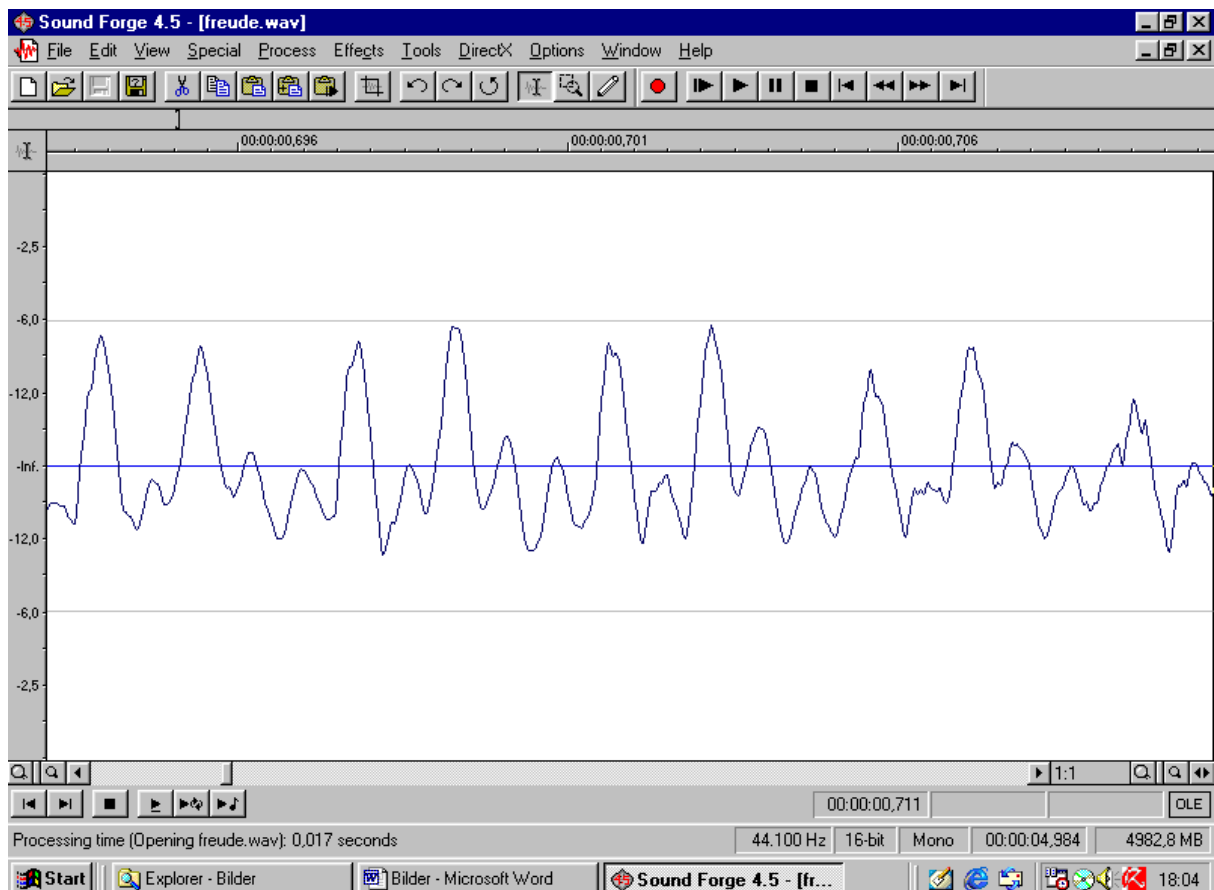 Sound Forge 4.5 - [freude.wav]
File Edit View Special Process Effects Tools DirectX Options Window Help
00:00:00,696 00:00:00,701 00:00:00,706
-2,5
-6,0
-12,0
-Inf.
-12,0
-6,0
-2,5
1:1
00:00:00,711 OLE
Processing time (Opening freude.wav): 0,017 seconds 44.100 Hz 16-bit Mono 00:00:04,984 4982,8 MB
Start Explorer - Bilder Bilder - Microsoft Word Sound Forge 4.5 - [fr... 18:04